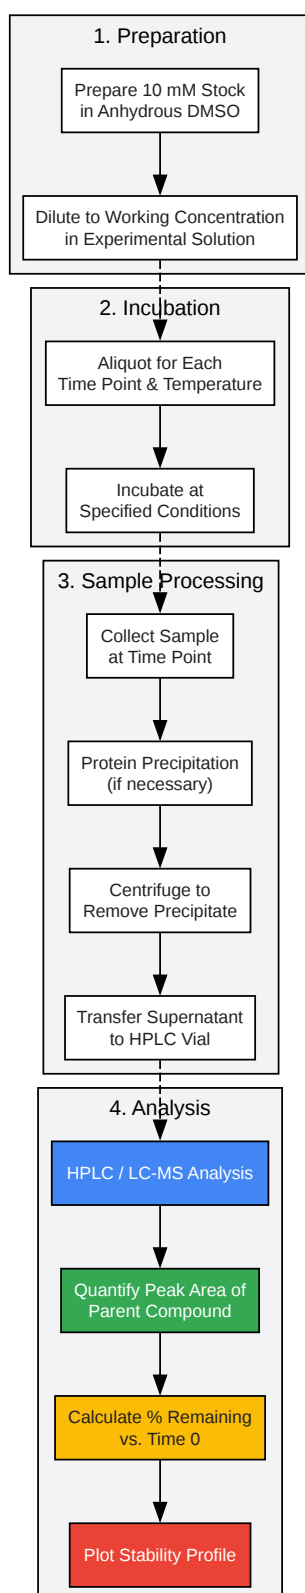 1. Preparation
Prepare 10 mM Stock
in Anhydrous DMSO
Dilute to Working Concentration
in Experimental Solution
2. Incubation
Aliquot for Each
Time Point & Temperature
Incubate at
Specified Conditions
3. Sample Processing
Collect Sample
at Time Point
Protein Precipitation
(if necessary)
Centrifuge to
Remove Precipitate
Transfer Supernatant
to HPLC Vial
4. Analysis
HPLC / LC-MS Analysis
Quantify Peak Area of
Parent Compound
Calculate % Remaining
vs. Time 0
Plot Stability Profile